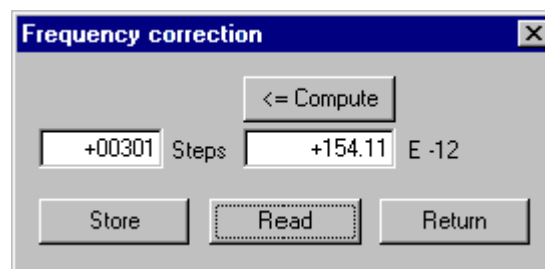 Frequency correction
<= Compute
+00301 Steps +154.11 E -12
Store Read Return